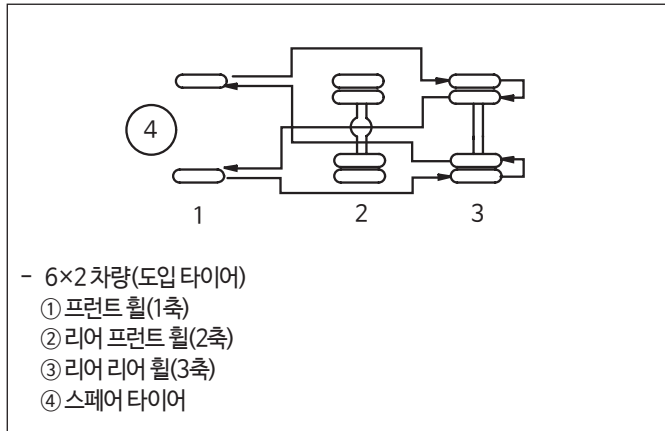 4
1 2 3
- 6×2 차량(도입 타이어)
① 프런트 휠(1축)
② 리어 프런트 휠(2축)
③ 리어 리어 휠(3축)
④ 스페어 타이어